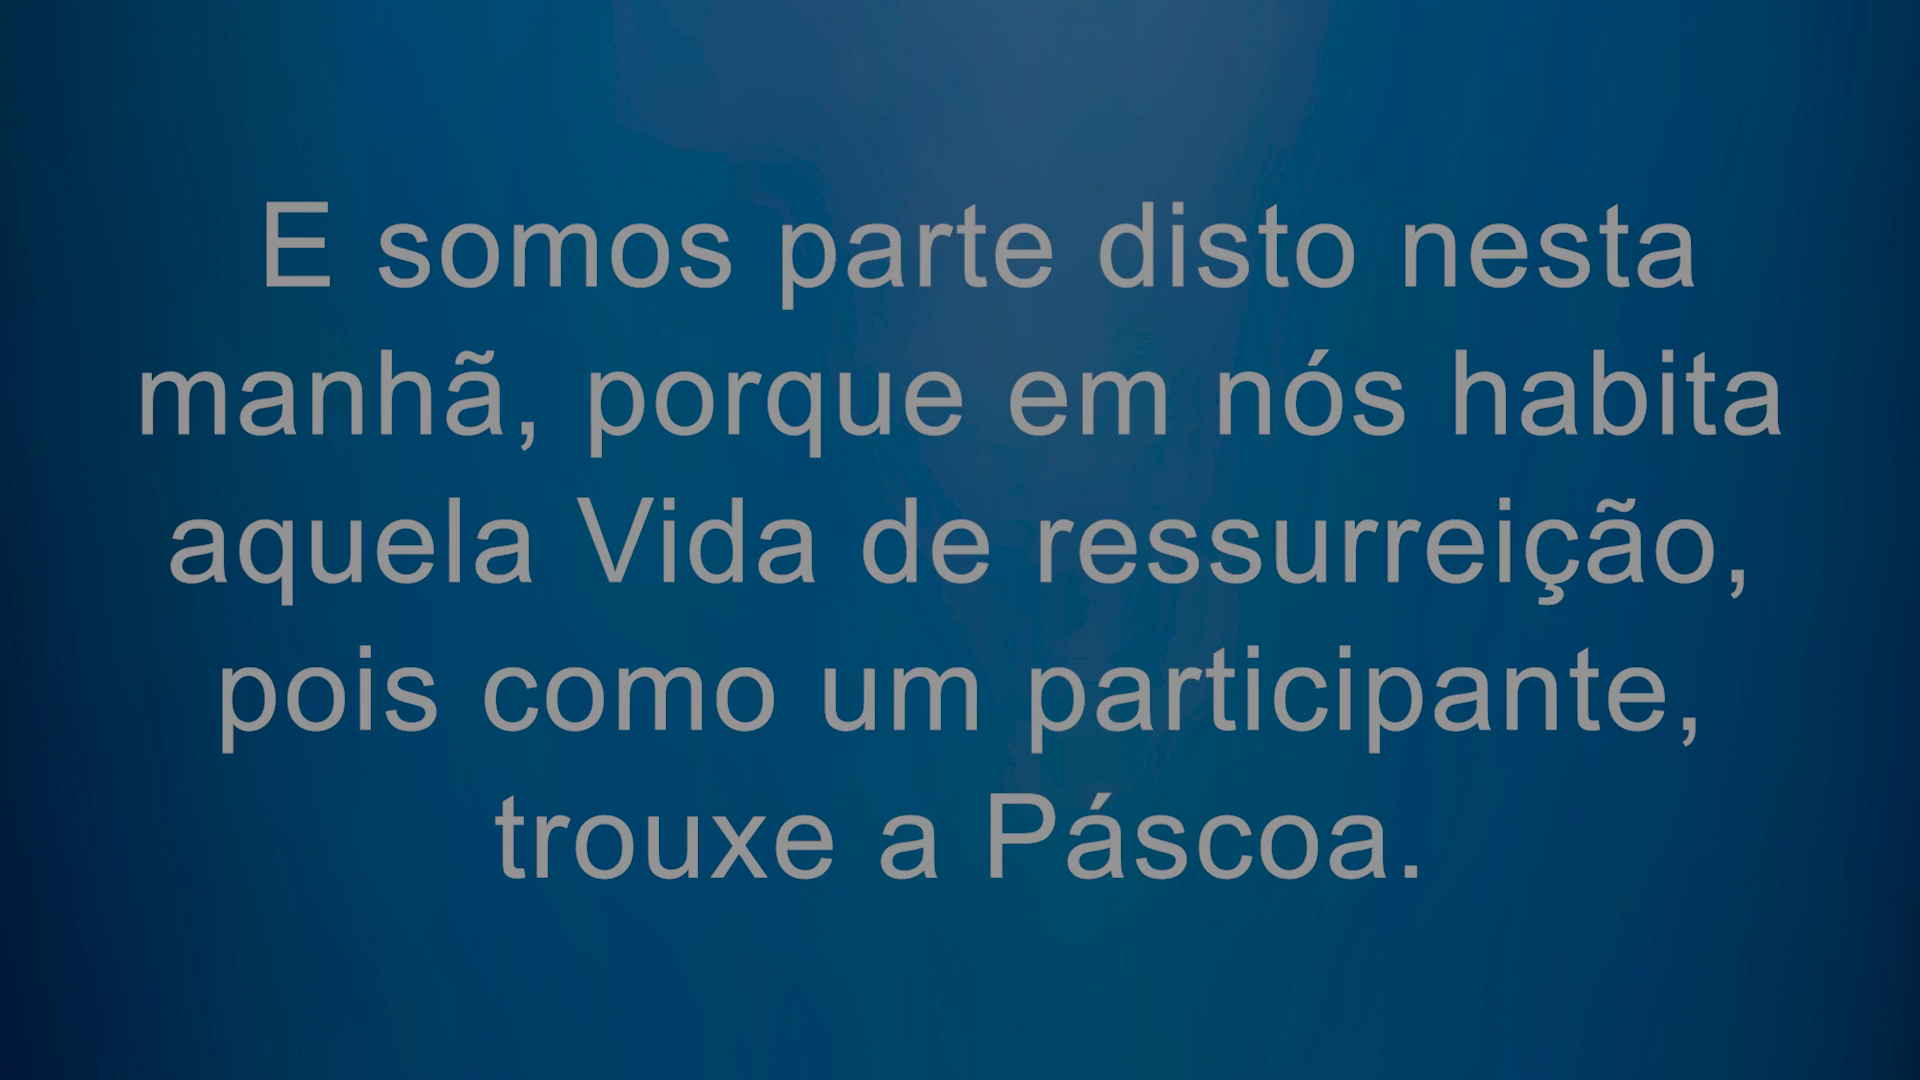 E somos parte disto nesta
manhã, porque em nós habita
aquela Vida de ressurreição,
pois como um participante,
trouxe a Páscoa.